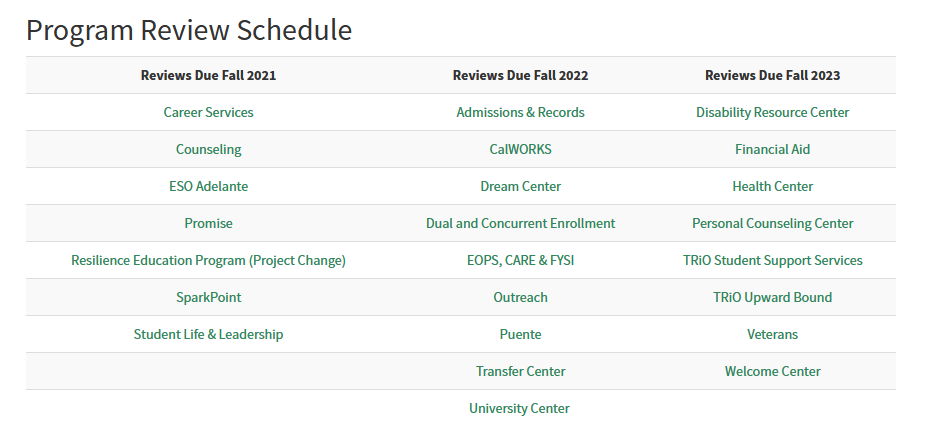 Program Review Schedule
Reviews Due Fall 2021 Reviews Due Fall 2022 Reviews Due Fall 2023
Career Services Admissions & Records Disability Resource Center
Counseling CalWORKS Financial Aid
ESO Adelante Dream Center Health Center
Promise Dual and Concurrent Enrollment Personal Counseling Center
Resilience Education Program (Project Change) EOPS, CARE & FYSI TRiO Student Support Services
SparkPoint Outreach TRiO Upward Bound
Student Life & Leadership Puente Veterans
Transfer Center Welcome Center
University Center